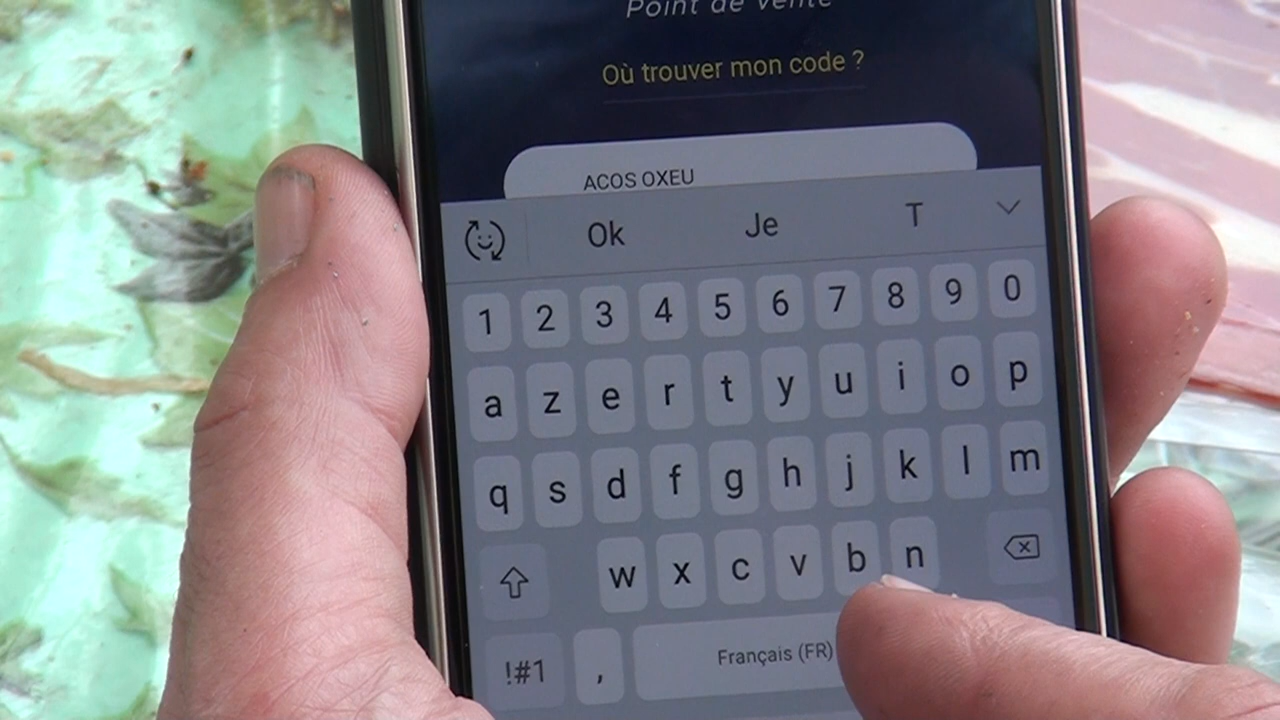 Point de vente
Où trouver mon code ?
ACOS OXEU
Ok Je T
1 2 3 4 5 6 7 8 9 0
a z e r t y u i o p
q s d f g h j k l m
w x c v b n
!#1 , Français (FR)